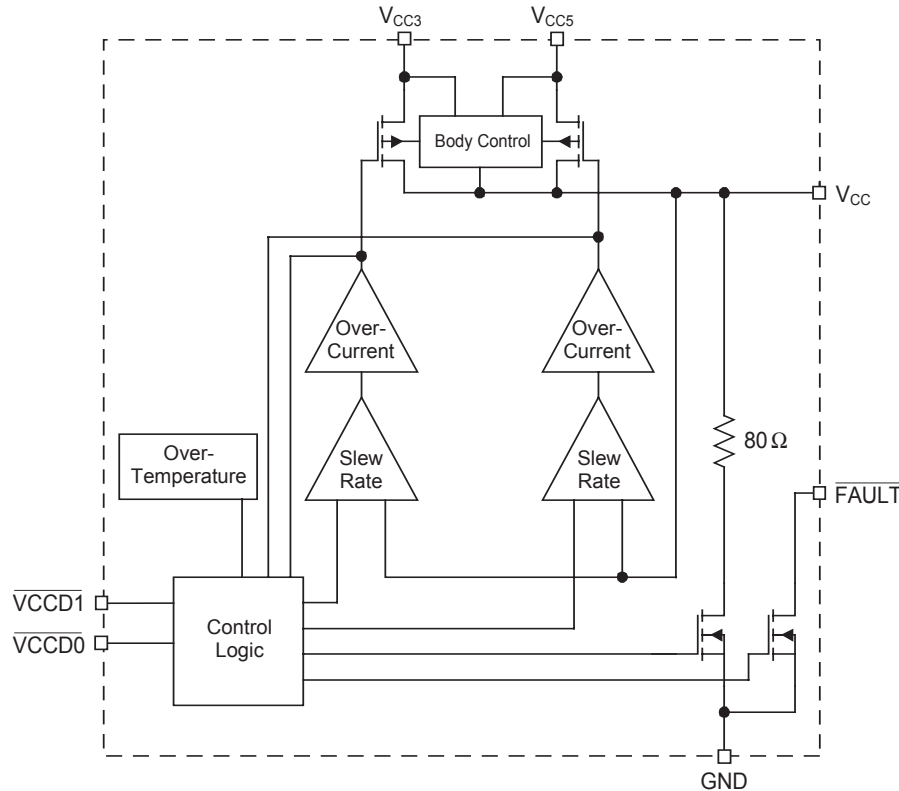 VCC3
VCC5
Body Control
VCC
Over-
Current
Over-
Current
80 Ω
Slew
Rate
Slew
Rate
Over-
Temperature
FAULT
VCCD1
VCCD0
Control
Logic
GND